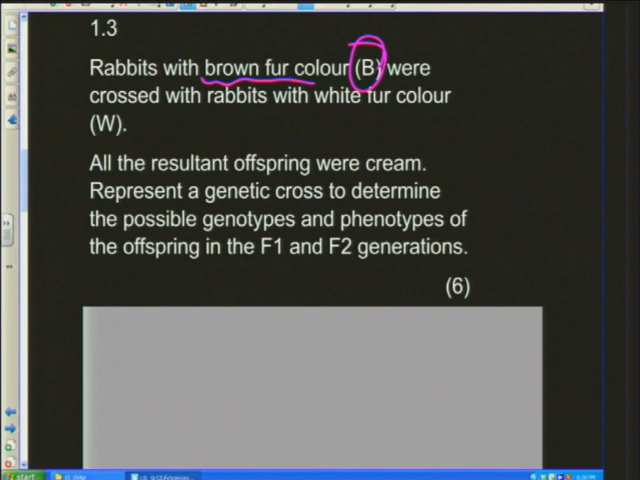 1.3
Rabbits with brown fur colour (B) were
crossed with rabbits with white fur colour
(W).
All the resultant offspring were cream.
Represent a genetic cross to determine
the possible genotypes and phenotypes of
the offspring in the F1 and F2 generations.
(6)
start